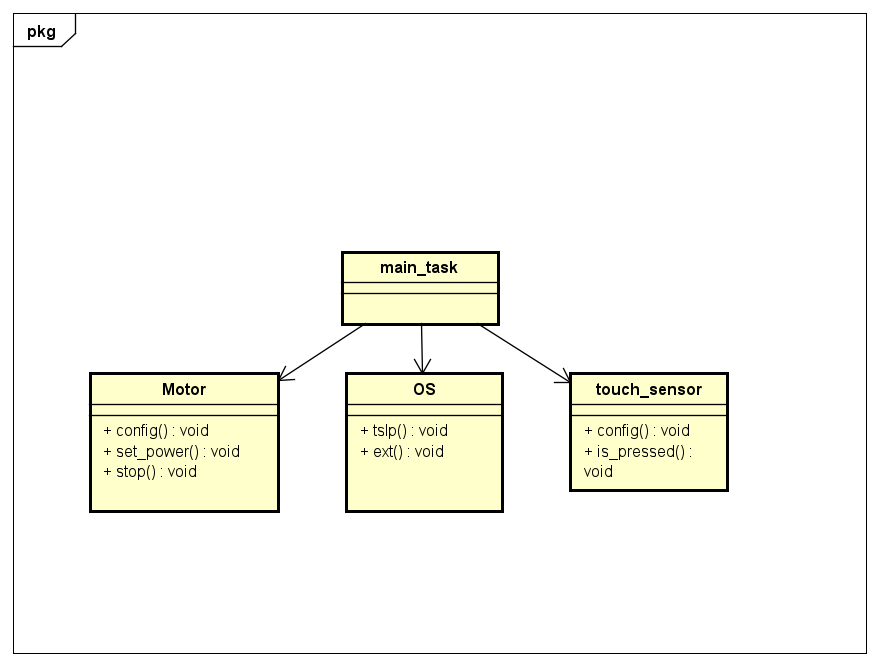 pkg
main_task
Motor
+ config() : void
+ set_power() : void
+ stop() : void
OS
+ tslp() : void
+ ext() : void
touch_sensor
+ config() : void
+ is_pressed() :
void